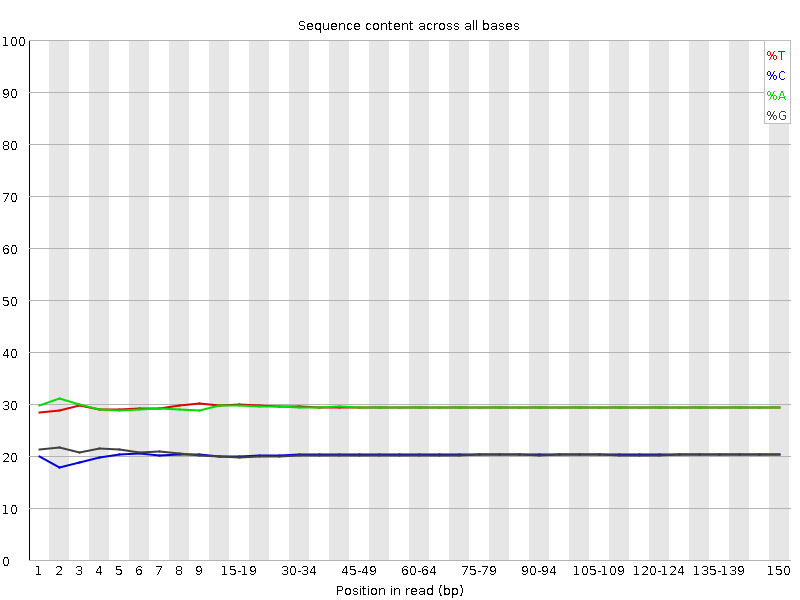 Sequence content across all bases
100
90
80
70
60
50
40
30
20
10
0
%T
%C
%A
%G
1 2 3 4 5 6 7 8 9 15-19 30-34 45-49 60-64 75-79 90-94 105-109 120-124 135-139 150
Position in read (bp)